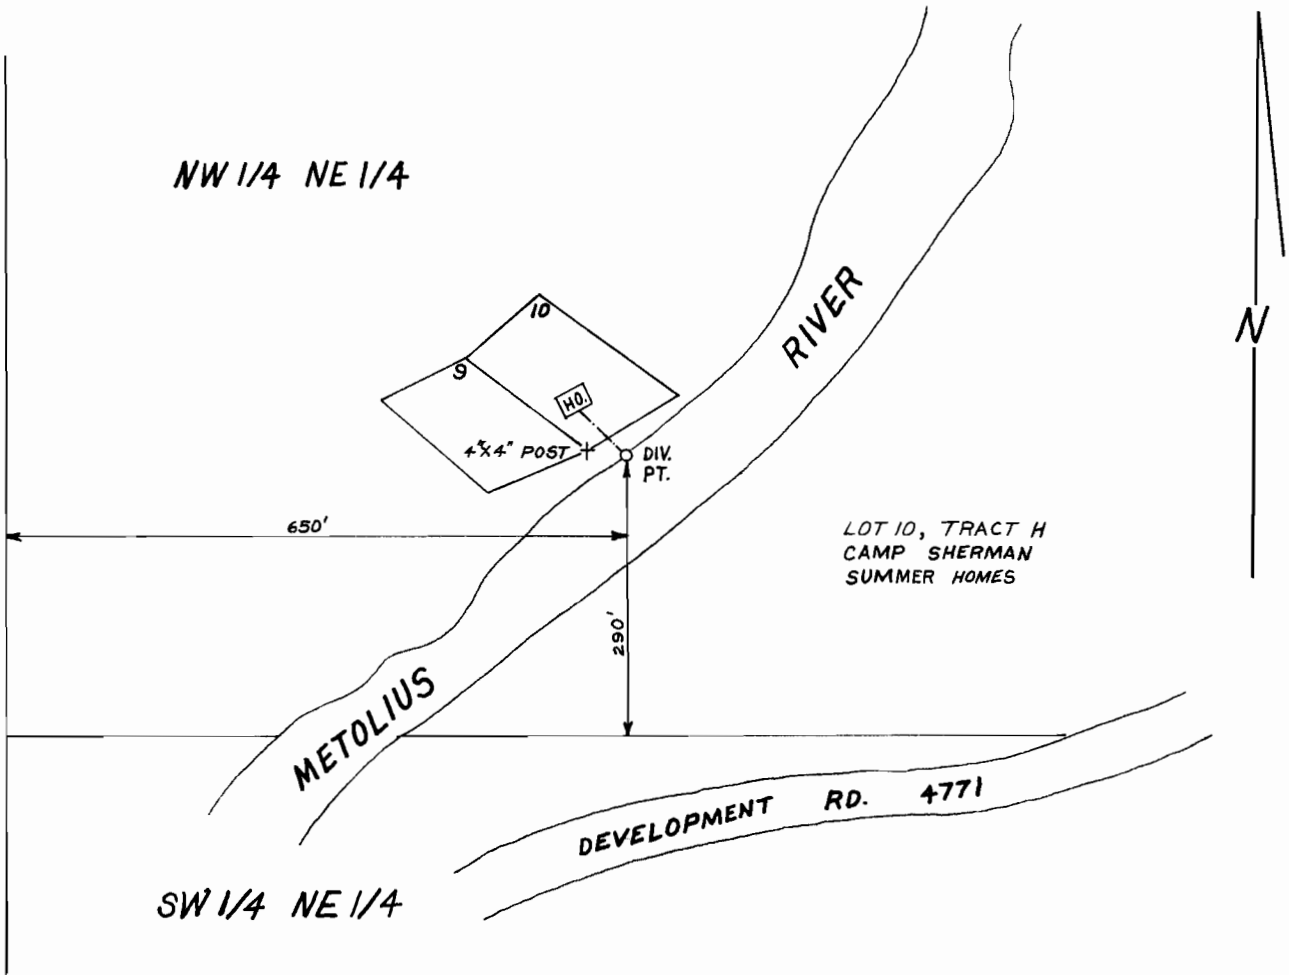 NW 1/4 NE 1/4
N
RIVER
10
9
HO.
4"X4" POST
DIV.
PT.
650'
LOT 10, TRACT H
CAMP SHERMAN
SUMMER HOMES
290'
METOLIUS
DEVELOPMENT RD. 4771
SW 1/4 NE 1/4